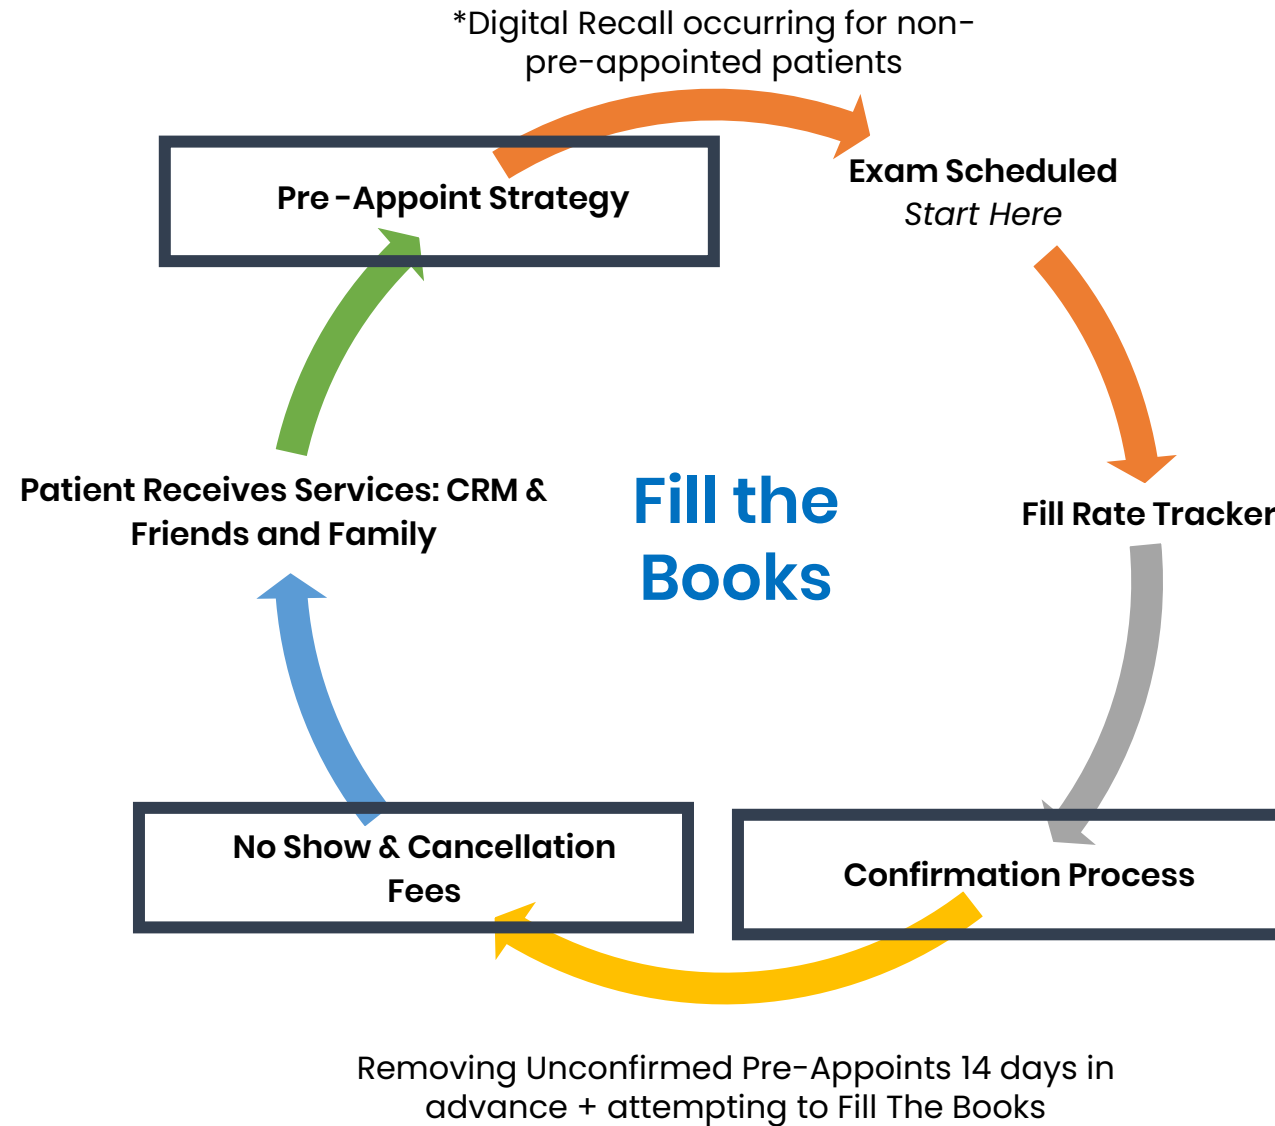 *Digital Recall occurring for non-
pre-appointed patients
Exam Scheduled
Start Here
Pre -Appoint Strategy
Fill the
Books
Patient Receives Services: CRM &
Friends and Family
Fill Rate Tracker
No Show & Cancellation
Fees
Confirmation Process
Removing Unconfirmed Pre-Appoints 14 days in
advance + attempting to Fill The Books